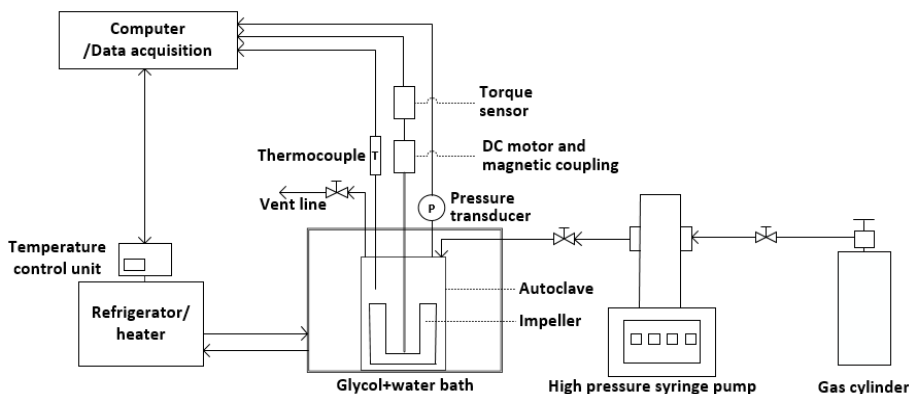 Computer
/Data acquisition
Torque
sensor
Thermocouple
T
DC motor and
magnetic coupling
Vent line
P
Pressure
transducer
Temperature
control unit
Refrigerator/
heater
Autoclave
Impeller
Glycol+water bath
High pressure syringe pump
Gas cylinder